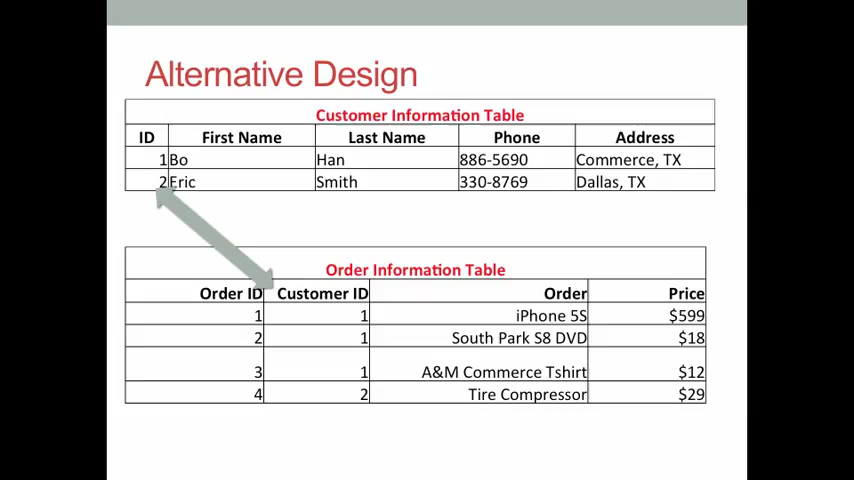 Alternative Design
Customer Information Table
ID First Name Last Name Phone Address
1 Bo Han 886-5690 Commerce, TX
2 Eric Smith 330-8769 Dallas, TX
Order Information Table
Order ID Customer ID Order Price
1 1 iPhone 5S $599
2 1 South Park S8 DVD $18
3 1 A&M Commerce Tshirt $12
4 2 Tire Compressor $29